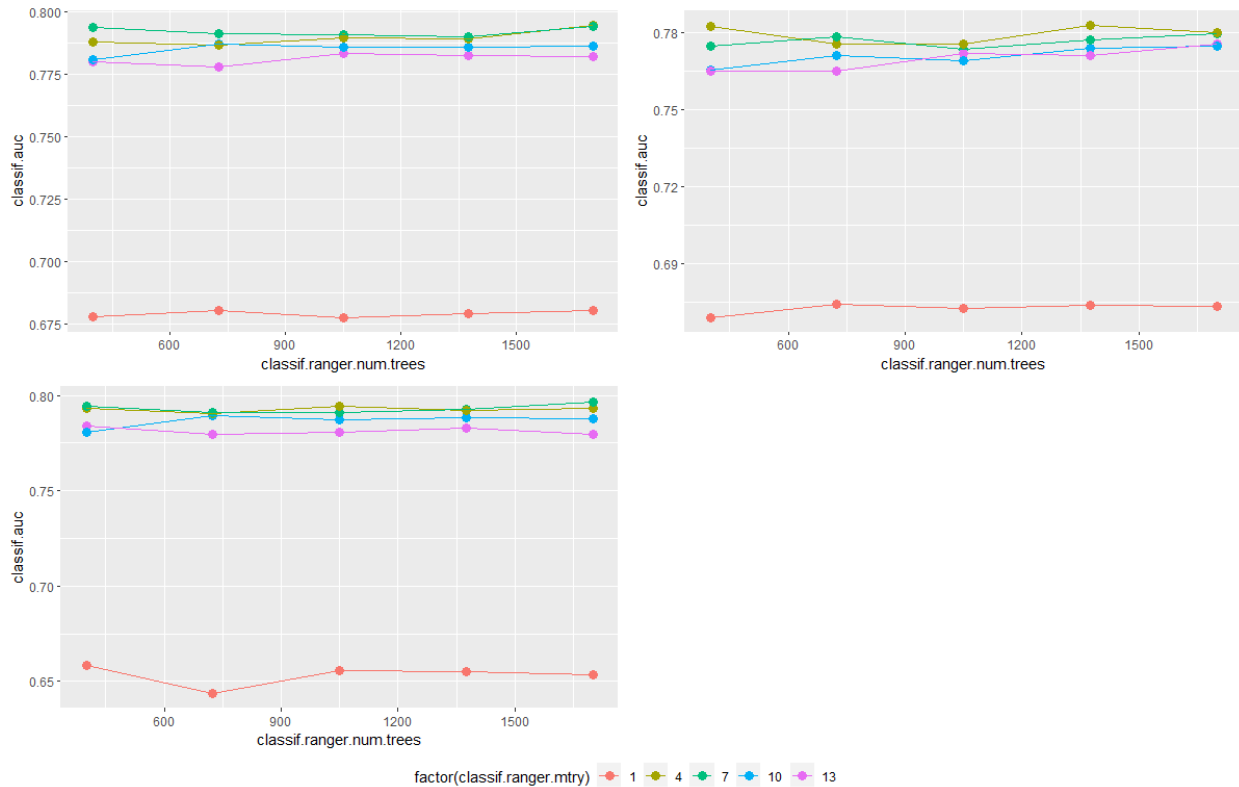 0.800
0.775
0.750
0.725
0.700
0.675
classif.auc
600 900 1200 1500
classif.ranger.num.trees
0.78
0.75
0.72
0.69
classif.auc
600 900 1200 1500
classif.ranger.num.trees
0.80
0.75
0.70
0.65
classif.auc
600 900 1200 1500
classif.ranger.num.trees
factor(classif.ranger.mtry) 1 4 7 10 13